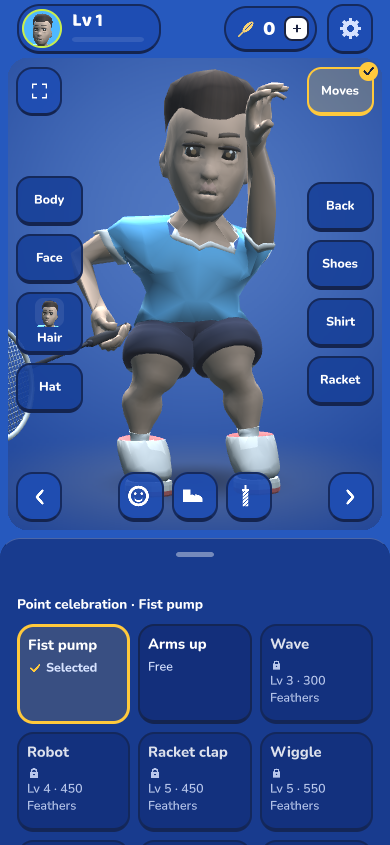 Lv 1
0
+
Moves
Body
Back
Face
Shoes
Hair
Shirt
Hat
Racket
Point celebration · Fist pump
Fist pump
Selected
Arms up
Free
Wave
Lv 3 · 300
Feathers
Robot
Lv 4 · 450
Feathers
Racket clap
Lv 5 · 450
Feathers
Wiggle
Lv 5 · 550
Feathers